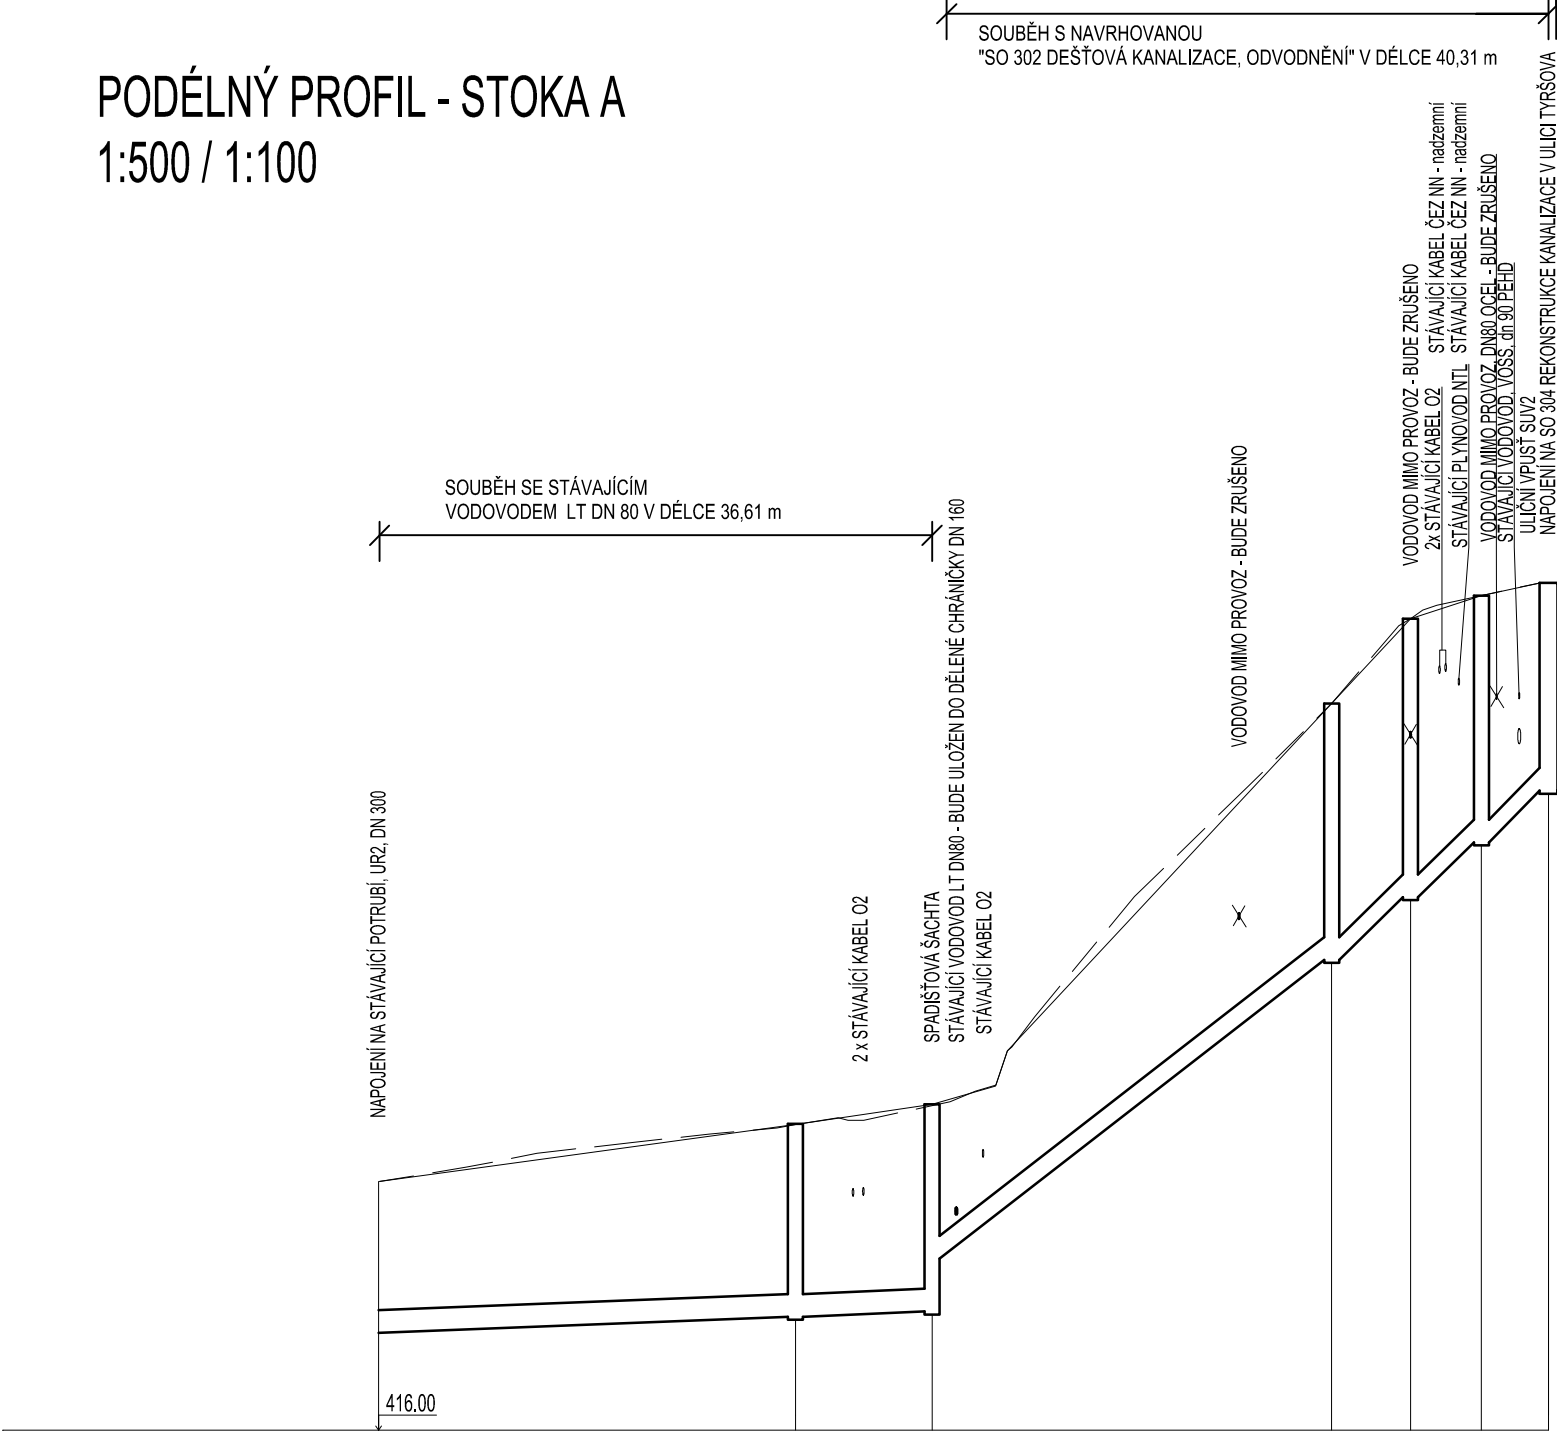 SOUBĚH S NAVRHOVANOU
"SO 302 DEŠŤOVÁ KANALIZACE, ODVODNĚNÍ" V DÉLCE 40,31 m
PODÉLNÝ PROFIL - STOKA A
1:500 / 1:100
SOUBĚH SE STÁVAJÍCÍM
VODOVODEM LT DN 80 V DÉLCE 36,61 m
NAPOJENÍ NA STÁVAJÍCÍ POTRUBÍ, UR2, DN 300
2 x STÁVAJÍCÍ KABEL O2
SPADIŠŤOVÁ ŠACHTA
STÁVAJÍCÍ VODOVOD LT DN80 - BUDE ULOŽEN DO DĚLENÉ CHRÁNIČKY DN 160
STÁVAJÍCÍ KABEL O2
VODOVOD MIMO PROVOZ - BUDE ZRUŠENO
VODOVOD MIMO PROVOZ - BUDE ZRUŠENO
2x STÁVAJÍCÍ KABEL O2
STÁVAJÍCÍ KABEL ČEZ NN - nadzemní
STÁVAJÍCÍ PLYNOVOD NTL
STÁVAJÍCÍ KABEL ČEZ NN - nadzemní
VODOVOD MIMO PROVOZ, DN80 OCEL - BUDE ZRUŠENO
STÁVAJÍCÍ VODOVOD, VOSS, dn 90 PEHD
ULIČNÍ VPUSŤ SUV2
NAPOJENÍ NA SO 304 REKONSTRUKCE KANALIZACE V ULICI TYRŠOVA
416.00